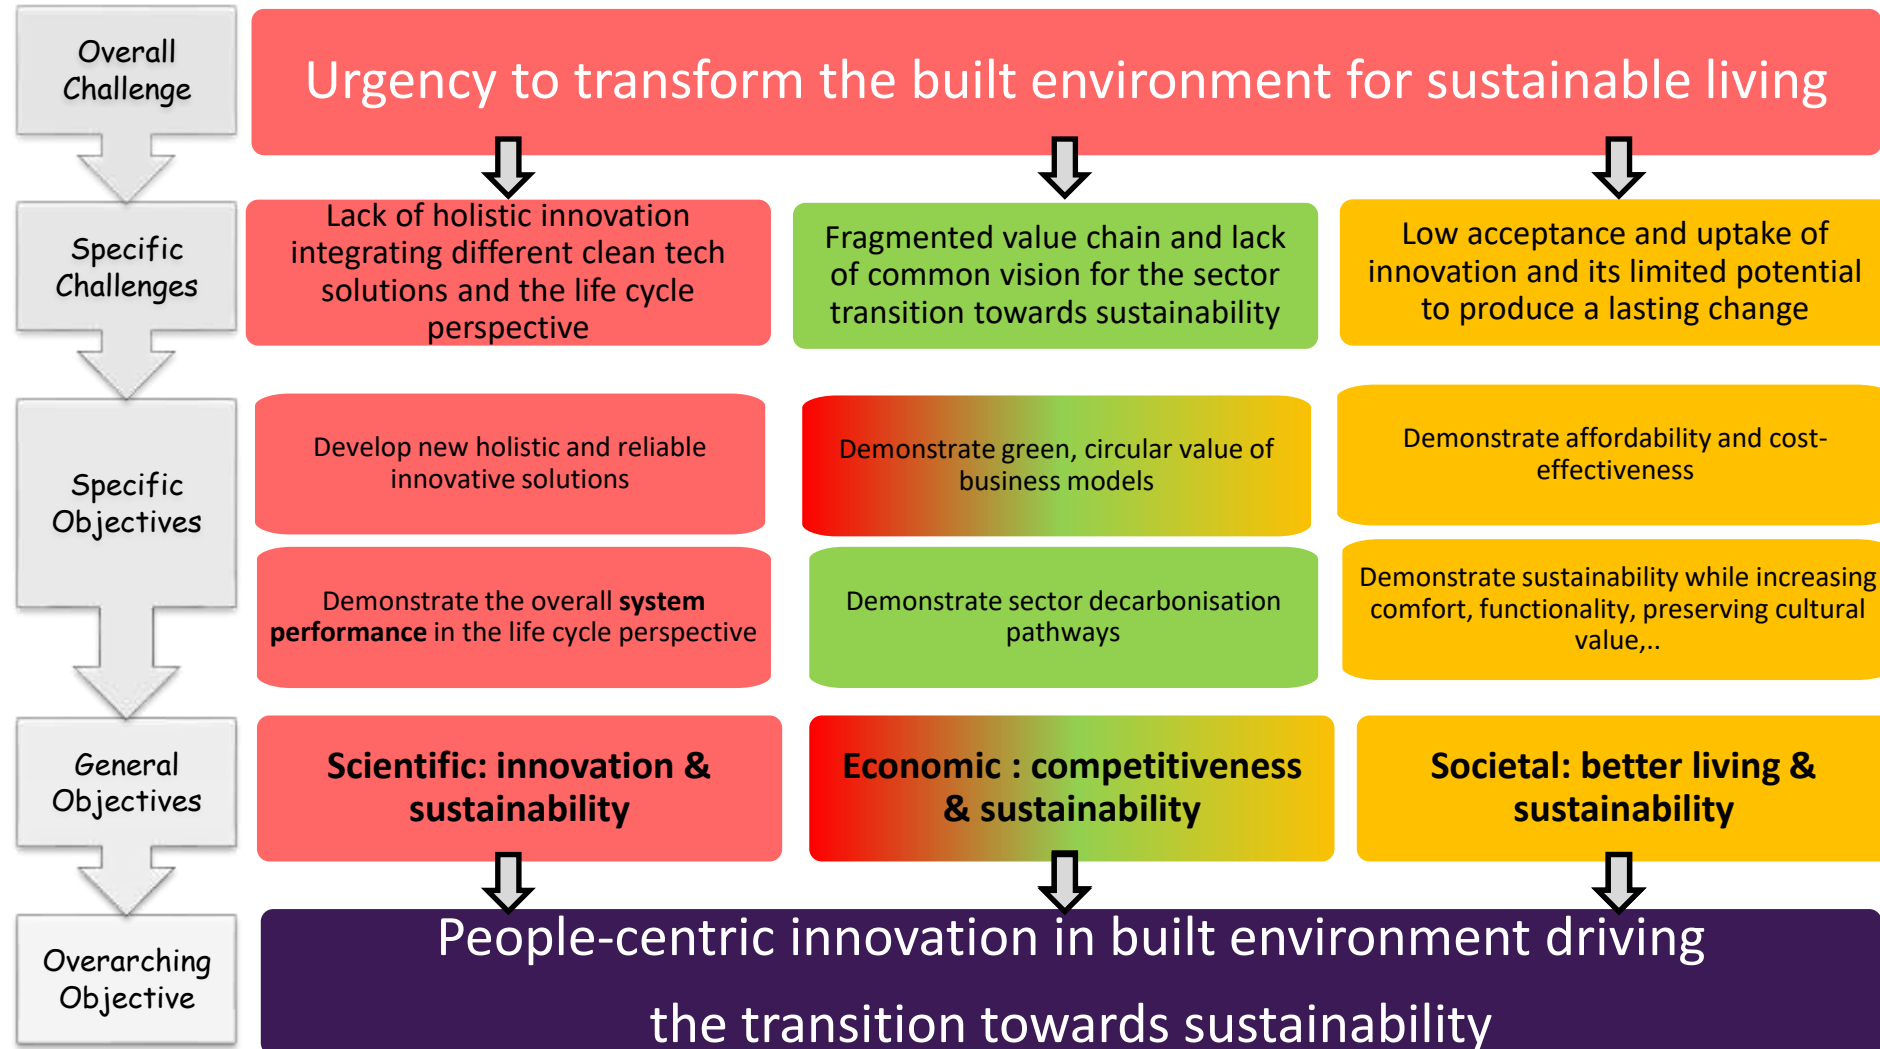 Overall
Challenge
Urgency to transform the built environment for sustainable living
Specific
Challenges
Lack of holistic innovation
integrating different clean tech
solutions and the life cycle
perspective
Fragmented value chain and lack
of common vision for the sector
transition towards sustainability
Low acceptance and uptake of
innovation and its limited potential
to produce a lasting change
Specific
Objectives
Develop new holistic and reliable
innovative solutions
Demonstrate green, circular value of
business models
Demonstrate affordability and cost-
effectiveness
Demonstrate the overall system
performance in the life cycle perspective
Demonstrate sector decarbonisation
pathways
Demonstrate sustainability while increasing
comfort, functionality, preserving cultural
value,..
General
Objectives
Scientific: innovation &
sustainability
Economic : competitiveness
& sustainability
Societal: better living &
sustainability
Overarching
Objective
People-centric innovation in built environment driving
the transition towards sustainability